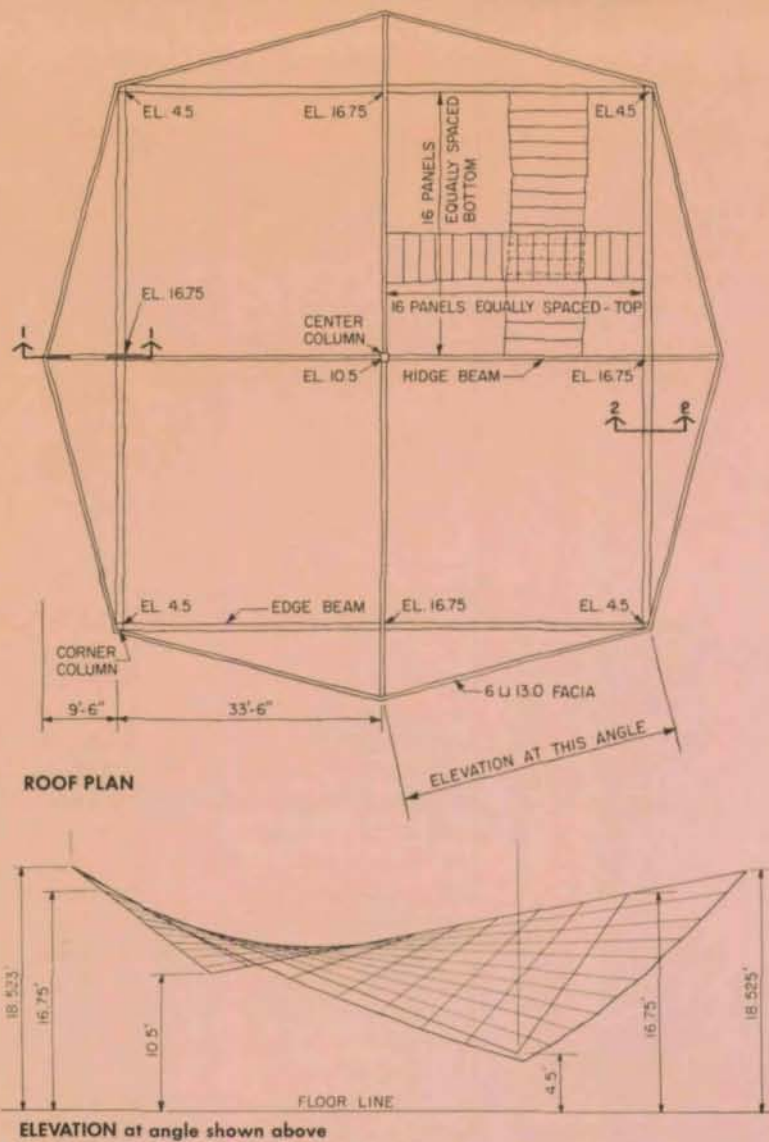 EL. 4.5
EL. 16.75
EL. 4.5
16 PANELS
EQUALLY SPACED
BOTTOM
EL. 16.75
16 PANELS EQUALLY SPACED - TOP
CENTER
COLUMN
1
1
EL. 10.5
RIDGE BEAM
EL. 16.75
2
2
EL. 4.5
EDGE BEAM
EL. 16.75
EL. 4.5
CORNER
COLUMN
9'-6"
33'-6"
6 ⊔ 13.0 FACIA
ELEVATION AT THIS ANGLE
ROOF PLAN
18.523'
16.75'
10.5'
4.5'
16.75'
18.525'
FLOOR LINE
ELEVATION at angle shown above